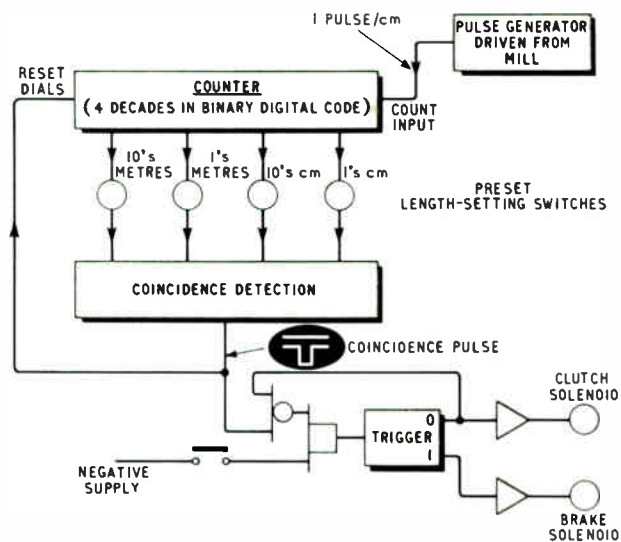 1 PULSE/cm
PULSE GENERATOR
DRIVEN FROM
MILL
RESET
DIALS
COUNTER
(4 DECADES IN BINARY DIGITAL CODE)
COUNT
INPUT
10's
METRES
1's
METRES
10's cm
1's cm
PRESET
LENGTH-SETTING SWITCHES
COINCIDENCE DETECTION
COINCIDENCE PULSE
CLUTCH
SOLENOID
0
TRIGGER
1
NEGATIVE
SUPPLY
BRAKE
SOLENOID